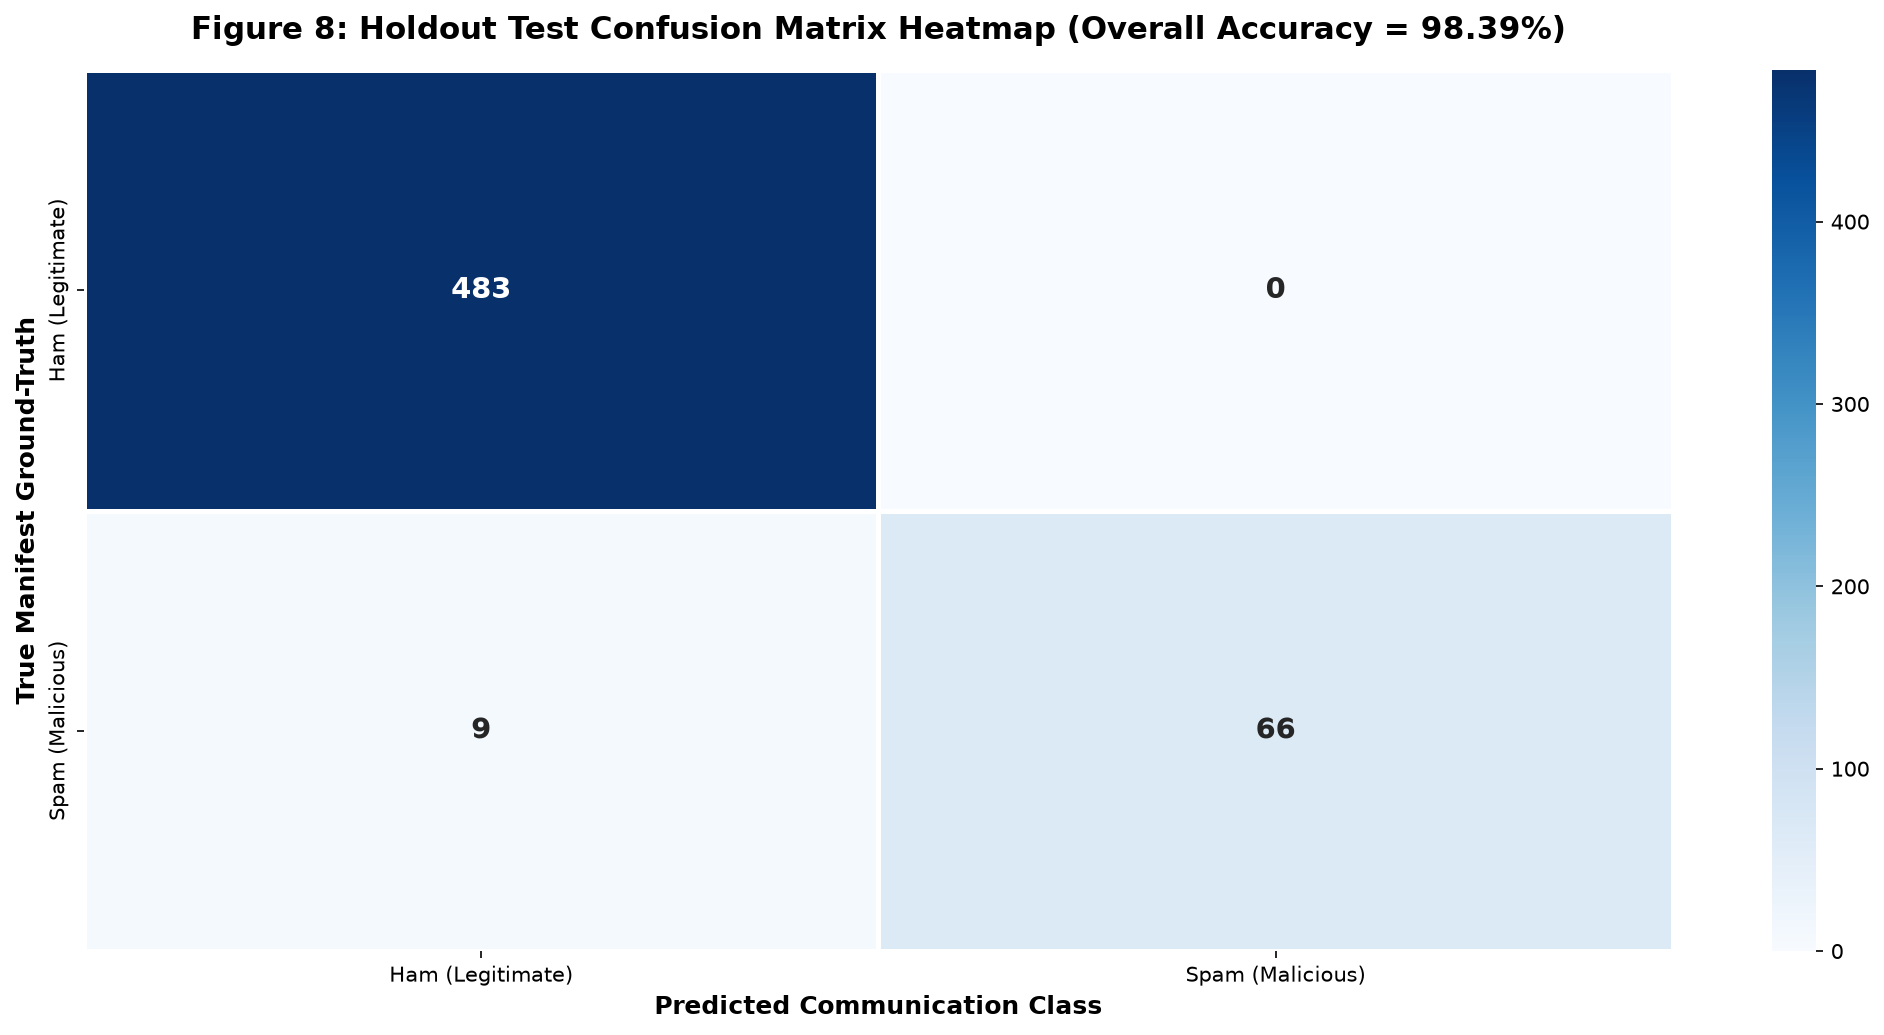 Figure 8: Holdout Test Confusion Matrix Heatmap (Overall Accuracy = 98.39%)
True Manifest Ground-Truth
Ham (Legitimate)
483
0
Spam (Malicious)
9
66
Ham (Legitimate)
Spam (Malicious)
Predicted Communication Class
400
300
200
100
0